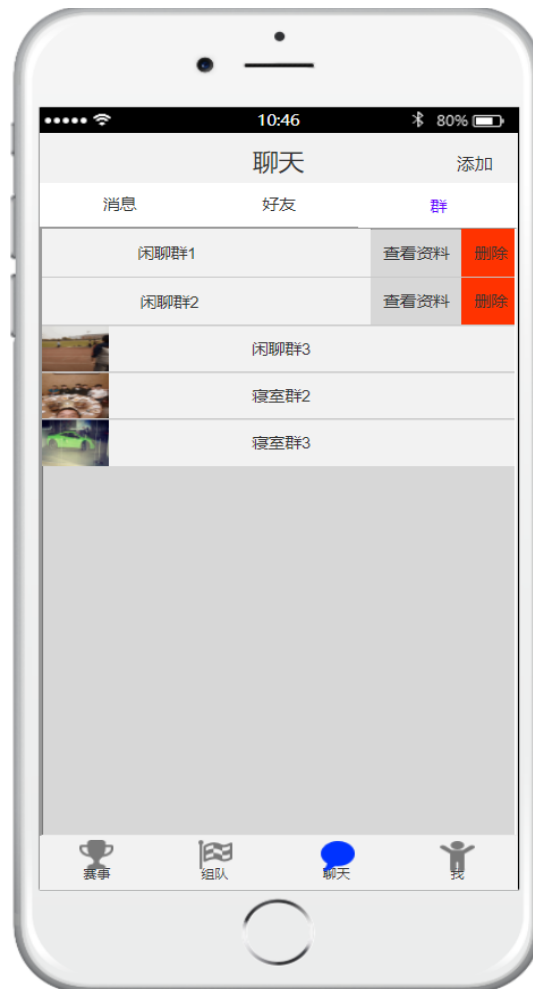 10:46 80%
聊天 添加
消息 好友 群
闲聊群1 查看资料 删除
闲聊群2 查看资料 删除
闲聊群3
寝室群2
寝室群3
赛事 组队 聊天 我